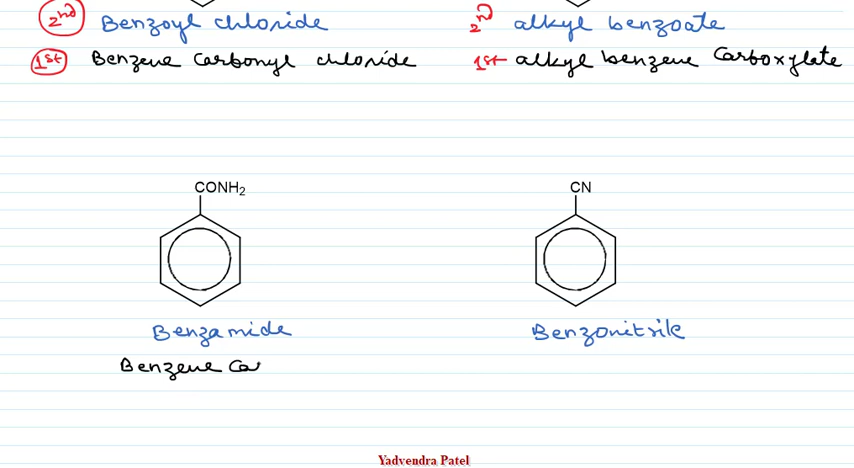 2nd Benzoyl chloride
2nd alkyl benzoate
1st Benzene Carbonyl chloride
1st alkyl benzene Carboxylate
CONH2
CN
Benzamide
Benzonitrile
Benzene Ca
Yadvendra Patel